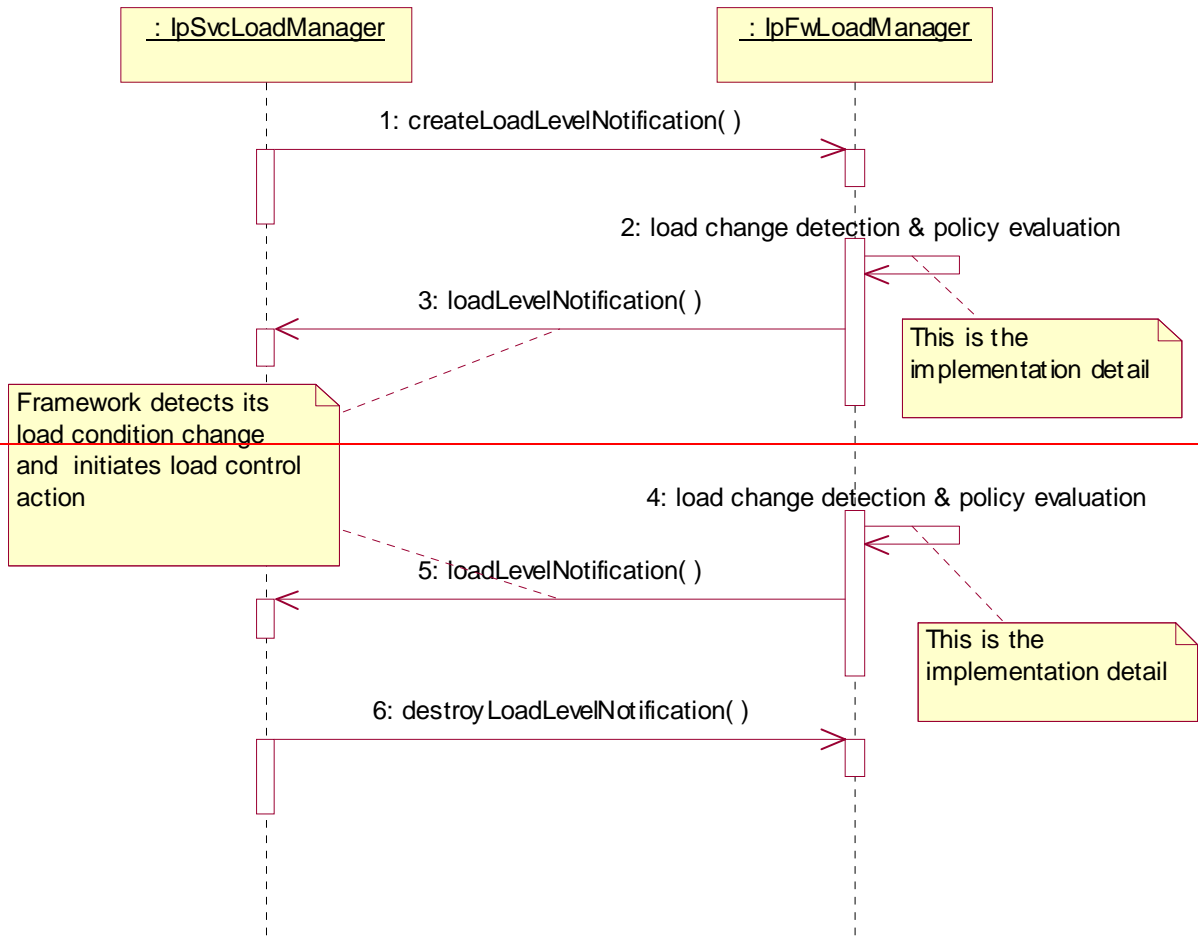 : IpSvcLoadManager
: IpFwLoadManager
1: createLoadLevelNotification( )
2: load change detection & policy evaluation
3: loadLevelNotification( )
This is the
implementation detail
Framework detects its
load condition change
and initiates load control
action
4: load change detection & policy evaluation
5: loadLevelNotification( )
This is the
implementation detail
6: destroyLoadLevelNotification( )